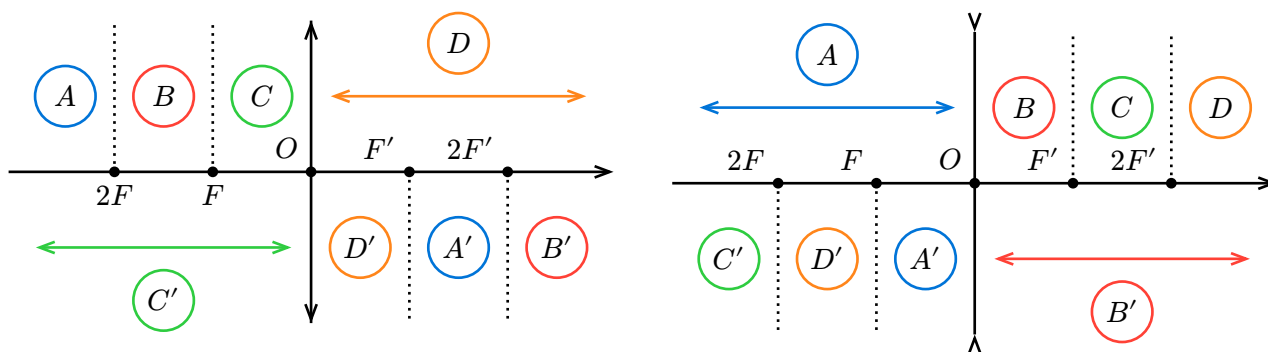 D
A B C
O F′ 2F′
2F F
D′ A′ B′
C′
A
B C D
2F F O F′ 2F′
C′ D′ A′
B′